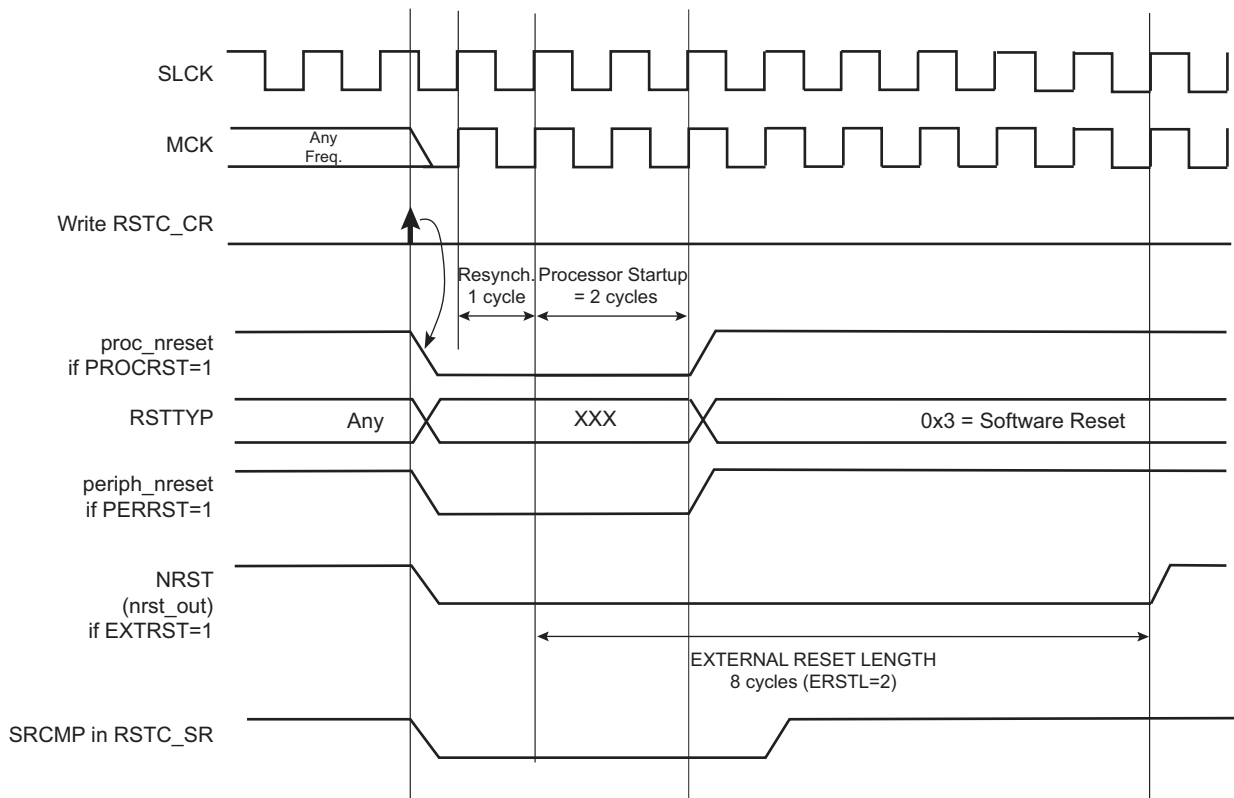 SLCK
MCK
Any
Freq.
Write RSTC_CR
Resynch.
1 cycle
Processor Startup
= 2 cycles
proc_nreset
if PROCRST=1
RSTTYP
Any
XXX
0x3 = Software Reset
periph_nreset
if PERRST=1
NRST
(nrst_out)
if EXTRST=1
EXTERNAL RESET LENGTH
8 cycles (ERSTL=2)
SRCMP in RSTC_SR